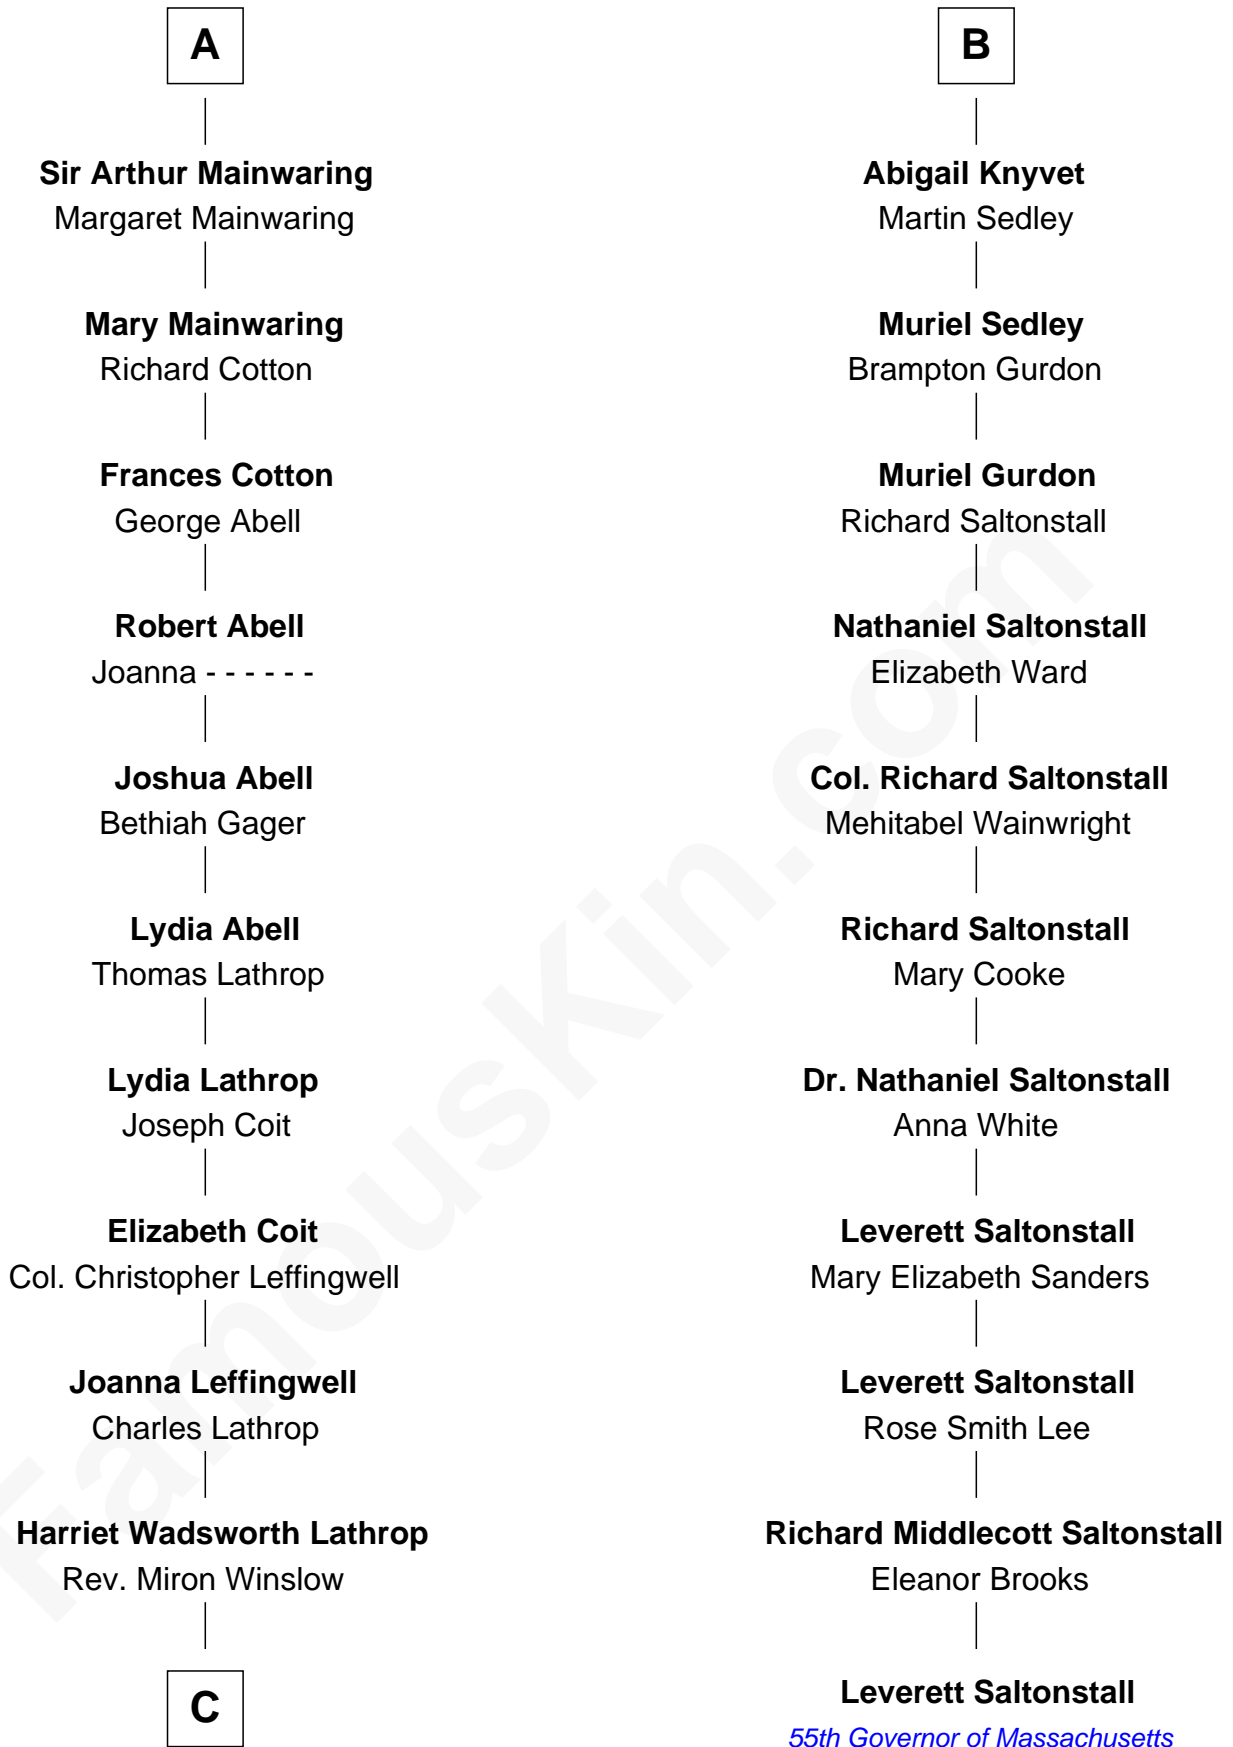 A
Sir Arthur Mainwaring
Margaret Mainwaring
Mary Mainwaring
Richard Cotton
Frances Cotton
George Abell
Robert Abell
Joanna - - - - - -
Joshua Abell
Bethiah Gager
Lydia Abell
Thomas Lathrop
Lydia Lathrop
Joseph Coit
Elizabeth Coit
Col. Christopher Leffingwell
Joanna Leffingwell
Charles Lathrop
Harriet Wadsworth Lathrop
Rev. Miron Winslow
C
B
Abigail Knyvet
Martin Sedley
Muriel Sedley
Brampton Gurdon
Muriel Gurdon
Richard Saltonstall
Nathaniel Saltonstall
Elizabeth Ward
Col. Richard Saltonstall
Mehitabel Wainwright
Richard Saltonstall
Mary Cooke
Dr. Nathaniel Saltonstall
Anna White
Leverett Saltonstall
Mary Elizabeth Sanders
Leverett Saltonstall
Rose Smith Lee
Richard Middlecott Saltonstall
Eleanor Brooks
Leverett Saltonstall
55th Governor of Massachusetts
FamousKin.com